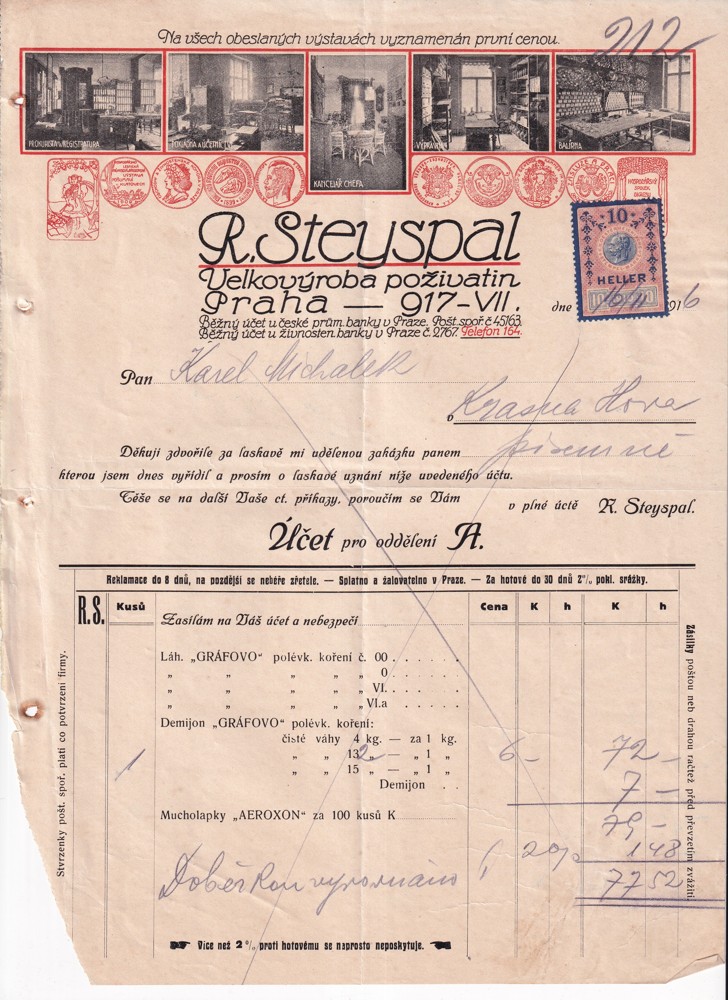 Na všech obeslaných výstavách vyznamenán první cenou.
212
PROKURISTA A REGISTRATURA
POKLADNA A ÚČETNICTVÍ
KANCELÁŘ CHEFA
VÝPRAVNA
BALÍRNA
R. Steyspal
Velkovýroba poživatin
Praha — 917-VII.
Běžný účet u české prům. banky v Praze. Pošt. spoř. č. 45163.
Běžný účet u živnosten. banky v Praze č. 2767. Telefon 164.
10
HELLER
dne 16/11 1916
Pan Karel Michalek
v Krasna Hora
Děkuji zdvořile za laskavě mi udělenou zakázku panem písemně
kterou jsem dnes vyřídil a prosím o laskavé uznání níže uvedeného účtu.
Těše se na další Vaše ct. příkazy, poroučím se Vám v plné úctě R. Steyspal.
Účet pro oddělení A.
Reklamace do 8 dnů, na pozdější se nebéře zřetele. — Splatno a žalovatelno v Praze. — Za hotové do 30 dnů 2% pokl. srážky.
R.S. Kusů Zasílám na Váš účet a nebezpečí Cena K h K h
Láh. „GRÁFOVO" polévk. koření č. 00
„ „ „ „ „ 0
„ „ „ „ „ VI.
„ „ „ „ „ VI.a
Demijon „GRÁFOVO" polévk. koření:
čisté váhy 4 kg. — za 1 kg.
1 „ „ 132 „ — „ 1 „ 6 – 72 –
„ „ 15 „ — „ 1 „
Demijon 7 –
Mucholapky „AEROXON" za 100 kusů K 79 –
2% 1 48
Dobírkou vyrovnáno 77 52
Více než 2% proti hotovému se naprosto neposkytuje.
Stvrzenky pošt. spoř. platí co potvrzení firmy.
Zásilky poštou neb drahou račtež před převzetím zvážiti.